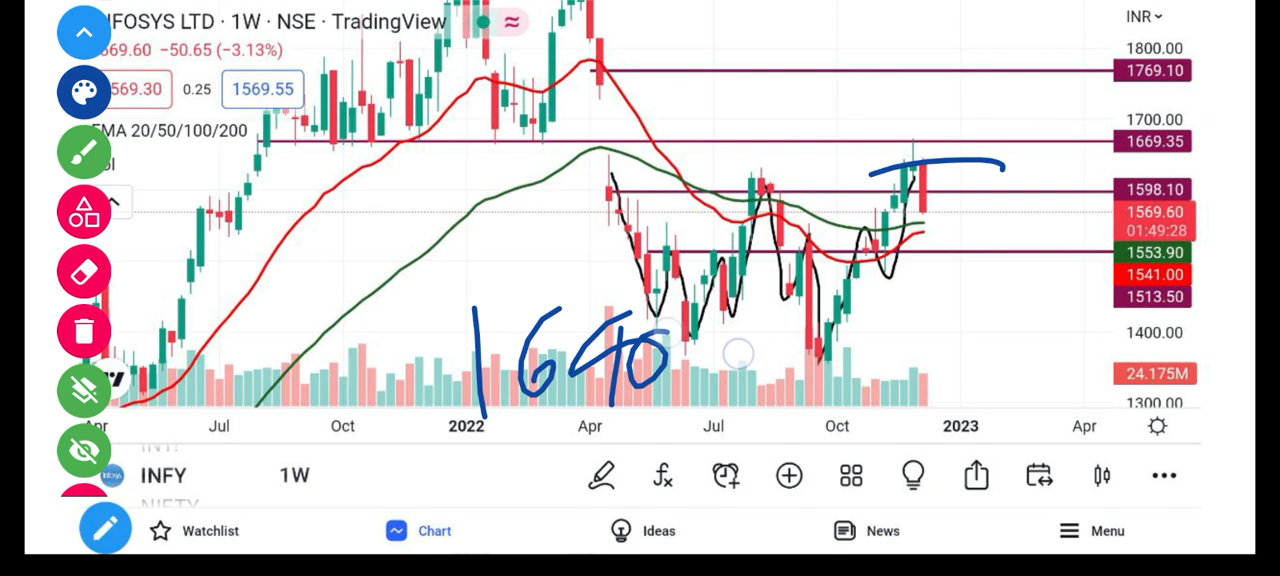 NFOSYS LTD · 1W · NSE · TradingView
569.60 −50.65 (−3.13%)
569.30 0.25 1569.55
EMA 20/50/100/200
INR
1800.00
1769.10
1700.00
1669.35
1598.10
1569.60
01:49:28
1553.90
1541.00
1513.50
1400.00
24.175M
1300.00
1640
Apr Jul Oct 2022 Apr Jul Oct 2023 Apr
INFY 1W
NIFTY
Watchlist Chart Ideas News Menu